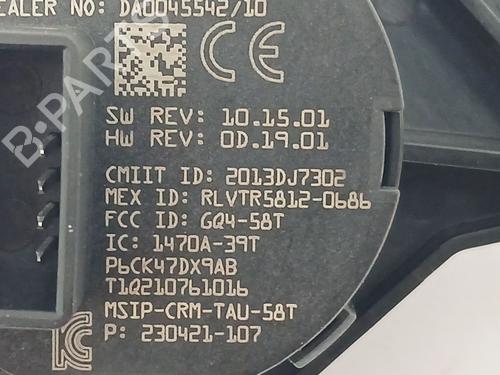 EALER NO: DA0045542/10
CE
SW REV: 10.15.01
HW REV: 0D.19.01
CMIIT ID: 2013DJ7302
MEX ID: RLVTR5812-0686
FCC ID: GQ4-58T
IC: 1470A-39T
P6CK47DX9AB
T1Q210761016
MSIP-CRM-TAU-58T
P: 230421-107
B-PARTS